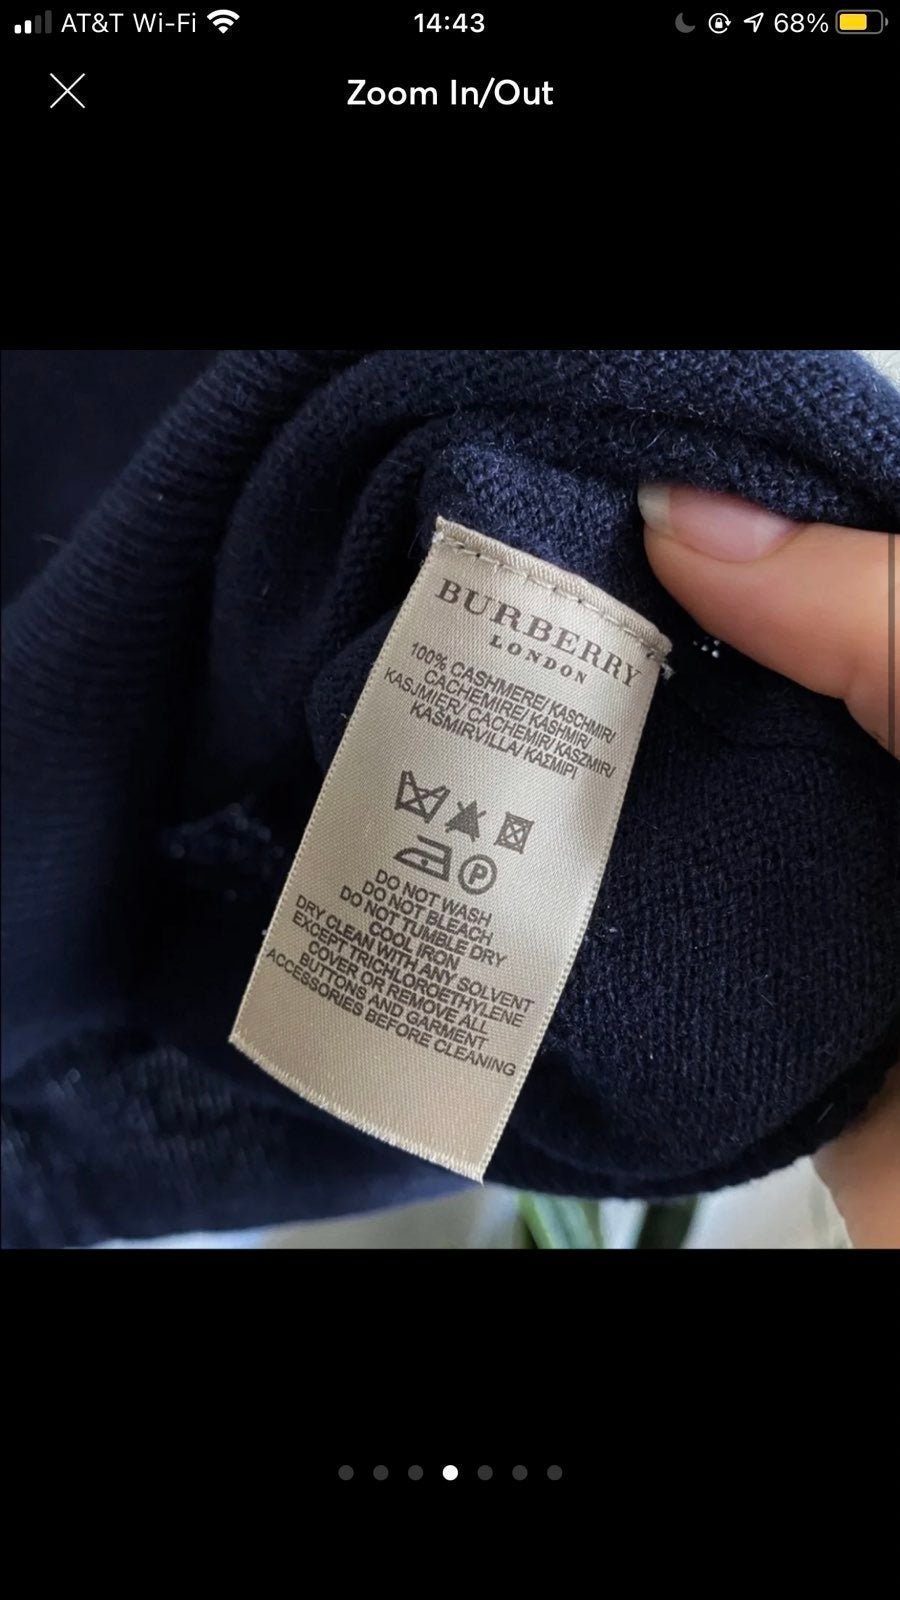 AT&T Wi-Fi
14:43
68%
Zoom In/Out
BURBERRY
LONDON
100% CASHMERE/ KASCHMIR/
CACHEMIRE/ KASHMIR/
KASJMIER/ CACHEMIR/ KASZMIR/
KAŠMIRVILLA/ ΚΑΣΜΙΡΙ
P
DO NOT WASH
DO NOT BLEACH
DO NOT TUMBLE DRY
COOL IRON
DRY CLEAN WITH ANY SOLVENT
EXCEPT TRICHLOROETHYLENE
COVER OR REMOVE ALL
BUTTONS AND GARMENT
ACCESSORIES BEFORE CLEANING